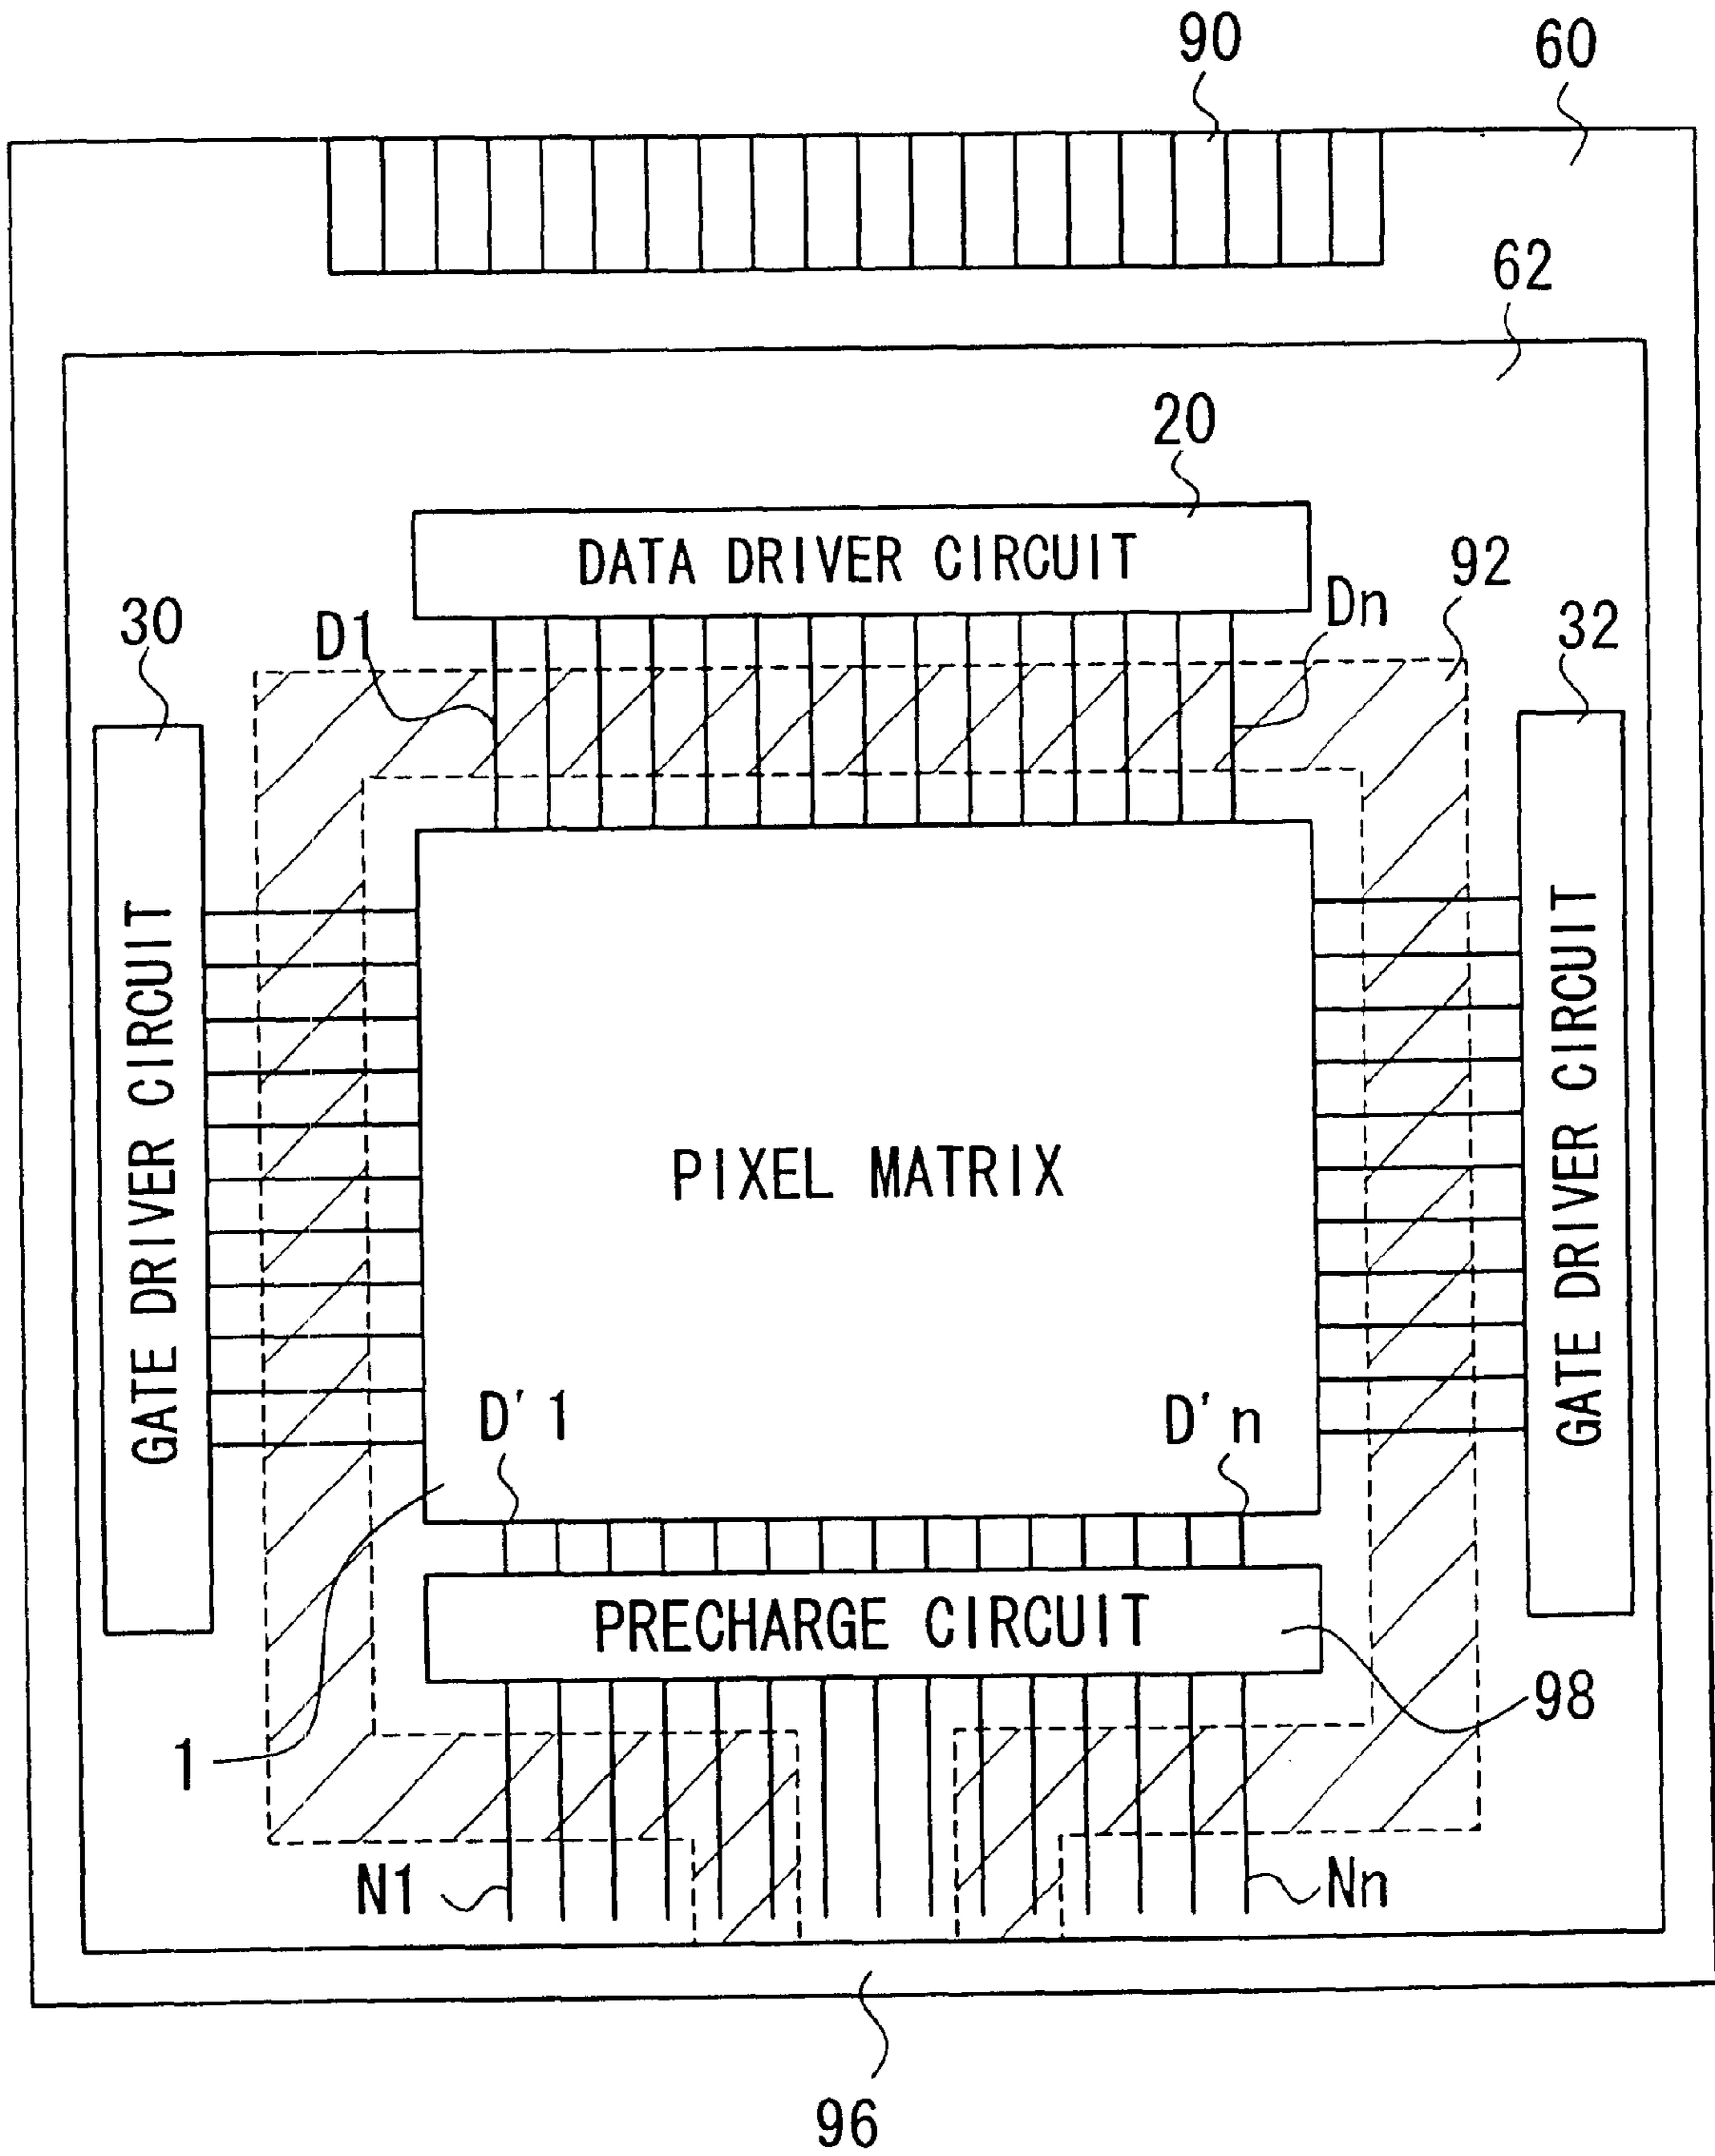 90
60
62
20
DATA DRIVER CIRCUIT
92
D1
Dn
30
32
GATE DRIVER CIRCUIT
GATE DRIVER CIRCUIT
PIXEL MATRIX
D'1
D'n
PRECHARGE CIRCUIT
98
1
N1
Nn
96